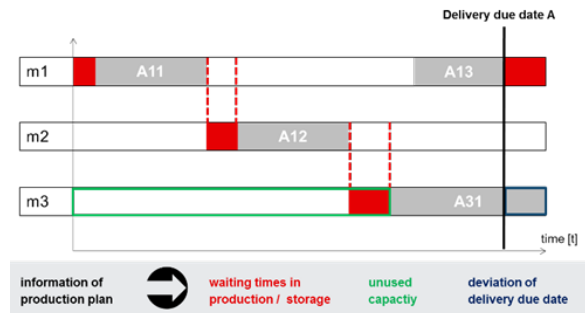 Delivery due date A
m1
A11
A13
m2
A12
m3
A31
time [t]
information of
production plan
waiting times in
production / storage
unused
capactiy
deviation of
delivery due date